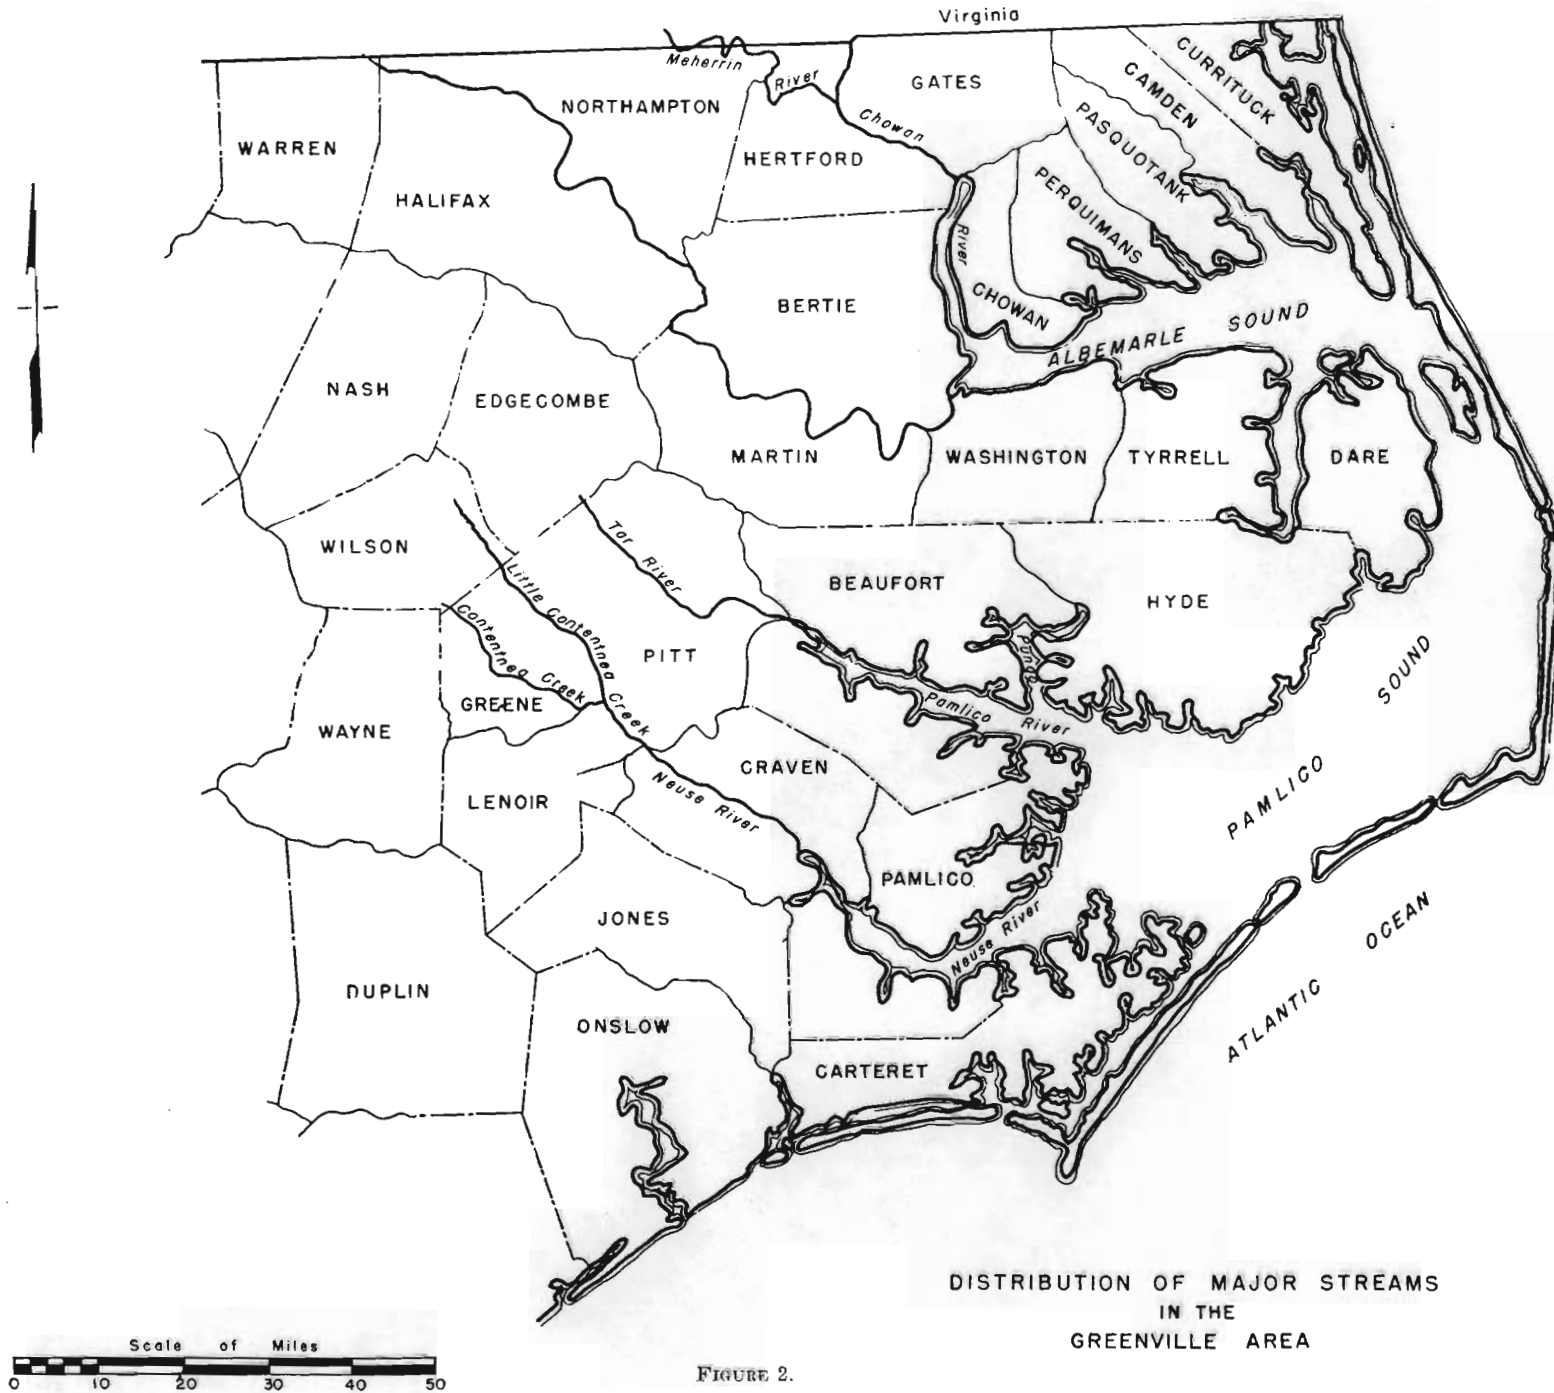 Virginia
Meherrin
River
CURRITUCK
CAMDEN
GATES
NORTHAMPTON
PASQUOTANK
Chowan
WARREN
HERTFORD
HALIFAX
PERQUIMANS
River
CHOWAN
BERTIE
ALBEMARLE SOUND
NASH
EDGECOMBE
MARTIN
WASHINGTON
TYRRELL
DARE
WILSON
Tar River
Little Contentnea Creek
BEAUFORT
HYDE
Contentnea Creek
PITT
Pungo
GREENE
Pamlico River
WAYNE
PAMLICO SOUND
CRAVEN
LENOIR
Neuse River
PAMLICO
JONES
Neuse River
ATLANTIC OCEAN
DUPLIN
ONSLOW
CARTERET
DISTRIBUTION OF MAJOR STREAMS
IN THE
GREENVILLE AREA
Scale of Miles
0 10 20 30 40 50
FIGURE 2.